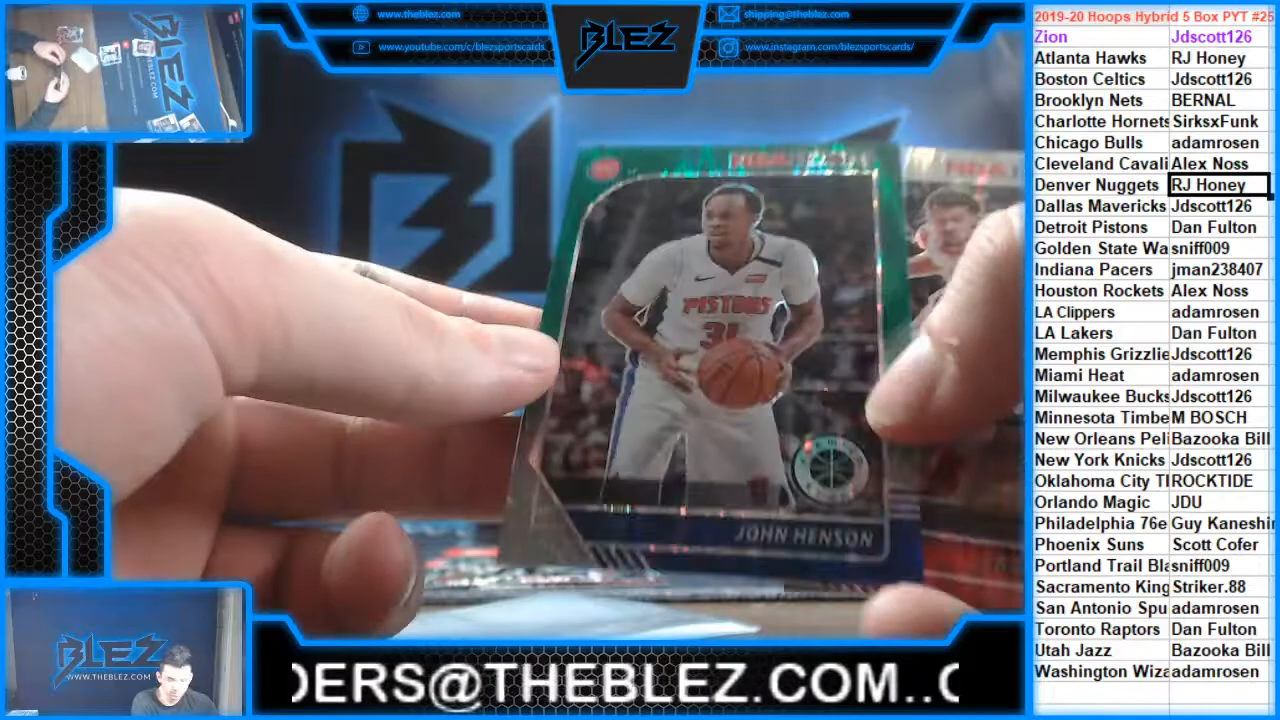 www.theblez.com
shipping@theblez.com
www.youtube.com/c/blezsportscards
www.instagram.com/blezsportscards/
BLEZ
2019-20 Hoops Hybrid 5 Box PYT #25
Zion Jdscott126
Atlanta Hawks RJ Honey
Boston Celtics Jdscott126
Brooklyn Nets BERNAL
Charlotte Hornets SirksxFunk
Chicago Bulls adamrosen
Cleveland Cavali Alex Noss
Denver Nuggets RJ Honey
Dallas Mavericks Jdscott126
Detroit Pistons Dan Fulton
Golden State Wa sniff009
Indiana Pacers jman238407
Houston Rockets Alex Noss
LA Clippers adamrosen
LA Lakers Dan Fulton
Memphis Grizzlie Jdscott126
Miami Heat adamrosen
Milwaukee Bucks Jdscott126
Minnesota Timbe M BOSCH
New Orleans Peli Bazooka Bill
New York Knicks Jdscott126
Oklahoma City Tl ROCKTIDE
Orlando Magic JDU
Philadelphia 76e Guy Kaneshir
Phoenix Suns Scott Cofer
Portland Trail Bla sniff009
Sacramento King Striker.88
San Antonio Spu adamrosen
Toronto Raptors Dan Fulton
Utah Jazz Bazooka Bill
Washington Wiza adamrosen
PISTONS
31
JOHN HENSON
BLEZ
BLEZ
WWW.THEBLEZ.COM
DERS@THEBLEZ.COM..C